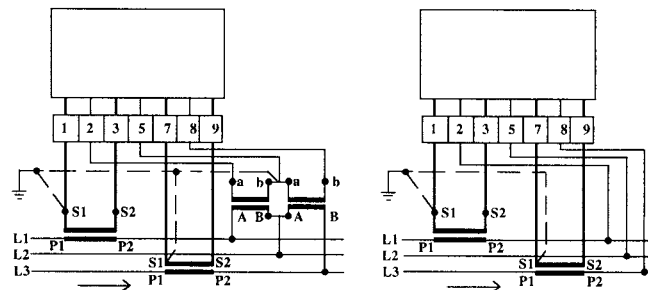 1 2 3 5 7 8 9
a b a b
S1 S2
A B A B
L1 P1 P2
L2
S1 S2
L3 P1 P2
1 2 3 5 7 8 9
S1 S2
L1 P1 P2
L2
S1 S2
L3 P1 P2